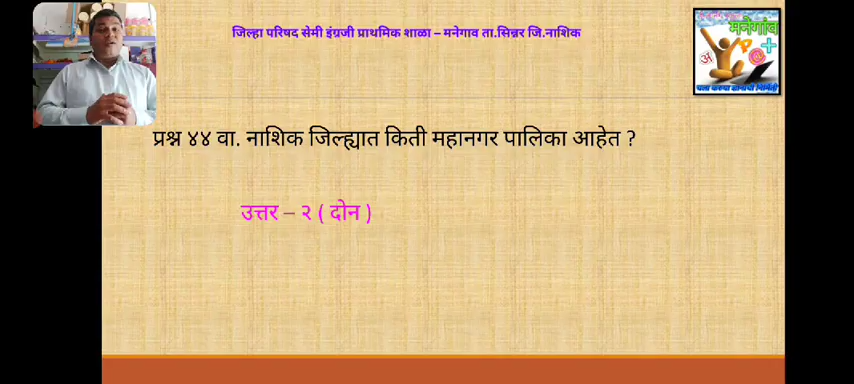 जिल्हा परिषद सेमी इंग्रजी प्राथमिक शाळा – मनेगाव ता.सिन्नर जि.नाशिक
मनेगांव
अ
@
प्रश्न ४४ वा. नाशिक जिल्ह्यात किती महानगर पालिका आहेत ?
उत्तर – २ ( दोन )